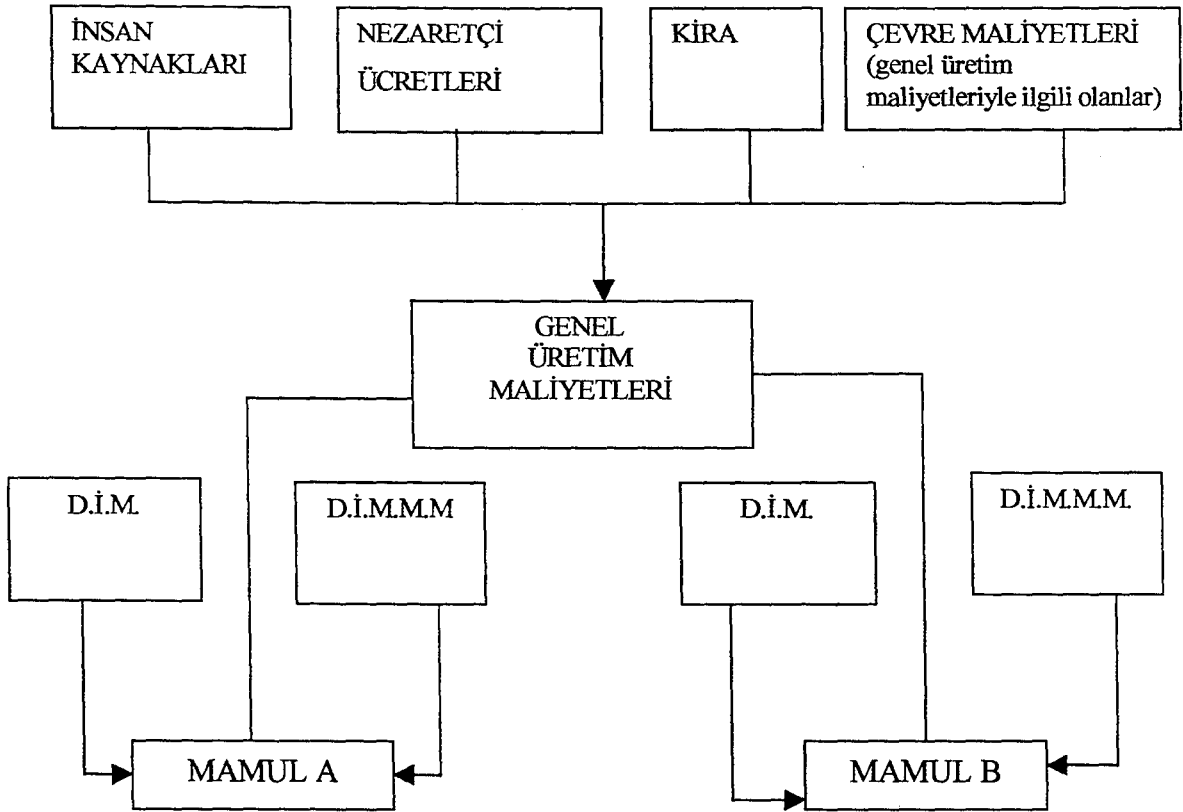 İNSAN
KAYNAKLARI
NEZARETÇİ
ÜCRETLERİ
KİRA
ÇEVRE MALİYETLERİ
(genel üretim
maliyetleriyle ilgili olanlar)
GENEL
ÜRETİM
MALİYETLERİ
D.İ.M.
D.İ.M.M.M
D.İ.M.
D.İ.M.M.M.
MAMUL A
MAMUL B